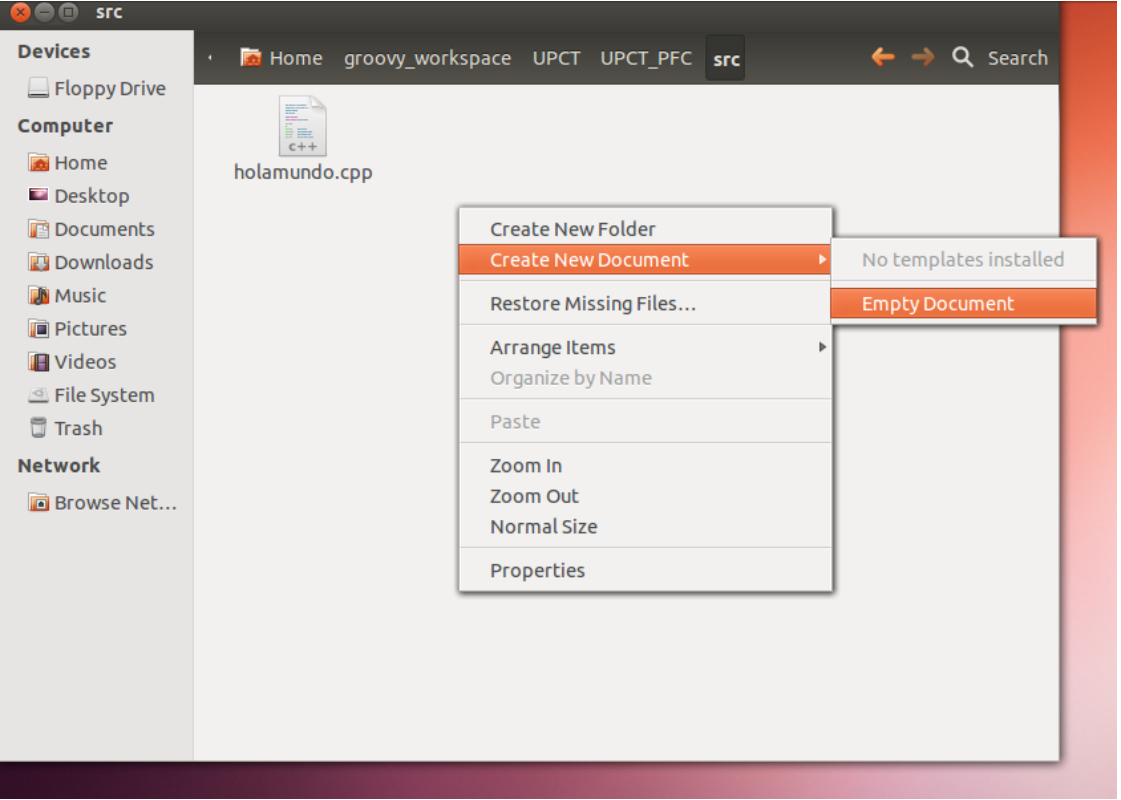 src
Devices
Floppy Drive
Computer
Home
Desktop
Documents
Downloads
Music
Pictures
Videos
File System
Trash
Network
Browse Net...
Home groovy_workspace UPCT UPCT_PFC src Search
c++
holamundo.cpp
Create New Folder
Create New Document
Restore Missing Files...
Arrange Items
Organize by Name
Paste
Zoom In
Zoom Out
Normal Size
Properties
No templates installed
Empty Document